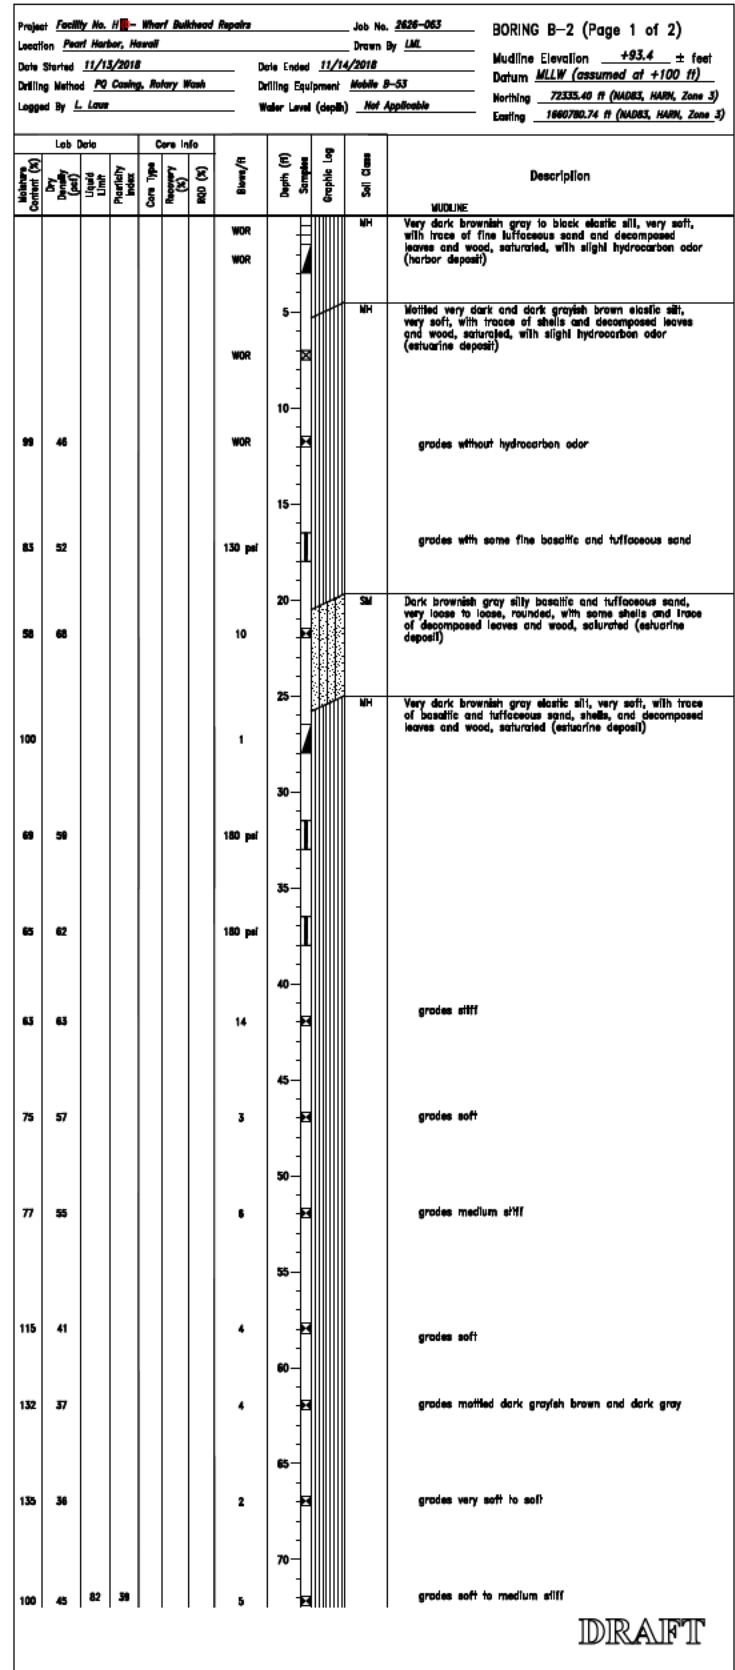 Project Facility No. H - Wharf Bulkhead Repairs Job No. 2626-063
Location Pearl Harbor, Hawaii Drawn By LML
Date Started 11/13/2018 Date Ended 11/14/2018
Drilling Method PQ Casing, Rotary Wash Drilling Equipment Mobile B-53
Logged By L. Laus Water Level (depth) Not Applicable
BORING B-2 (Page 1 of 2)
Mudline Elevation +93.4 ± feet
Datum MLLW (assumed at +100 ft)
Northing 72335.40 ft (NAD83, HARN, Zone 3)
Easting 1660780.74 ft (NAD83, HARN, Zone 3)
Lab Data Core Info
Moisture Content (%) Dry Density (pcf) Liquid Limit Plasticity Index Core Type Recovery (%) RQD (%) Blows/ft Depth (ft) Samples Graphic Log Soil Class Description
MUDLINE
WOR MH Very dark brownish gray to black elastic silt, very soft,
with trace of fine tuffaceous sand and decomposed
WOR leaves and wood, saturated, with slight hydrocarbon odor
(harbor deposit)
5 MH Mottled very dark and dark grayish brown elastic silt,
very soft, with traace of shells and decomposed leaves
and wood, saturated, with slight hydrocarbon odor
WOR (estuarine deposit)
10
99 46 WOR grades without hydrocarbon odor
15
83 52 130 psi grades with some fine basaltic and tuffaceous sand
20 SM Dark brownish gray silty basaltic and tuffaceous sand,
very loose to loose, rounded, with some shells and trace
58 68 10 of decomposed leaves and wood, saturated (estuarine
deposit)
25 MH Very dark brownish gray elastic silt, very soft, with trace
of basaltic and tuffaceous sand, shells, and decomposed
leaves and wood, saturated (estuarine deposit)
100 1
30
69 59 180 psi
35
65 62 180 psi
40
63 63 14 grades stiff
45
75 57 3 grades soft
50
77 55 6 grades medium stiff
55
115 41 4 grades soft
60
132 37 4 grades mottled dark grayish brown and dark gray
65
135 36 2 grades very soft to soft
70
100 45 82 39 5 grades soft to medium stiff
DRAFT